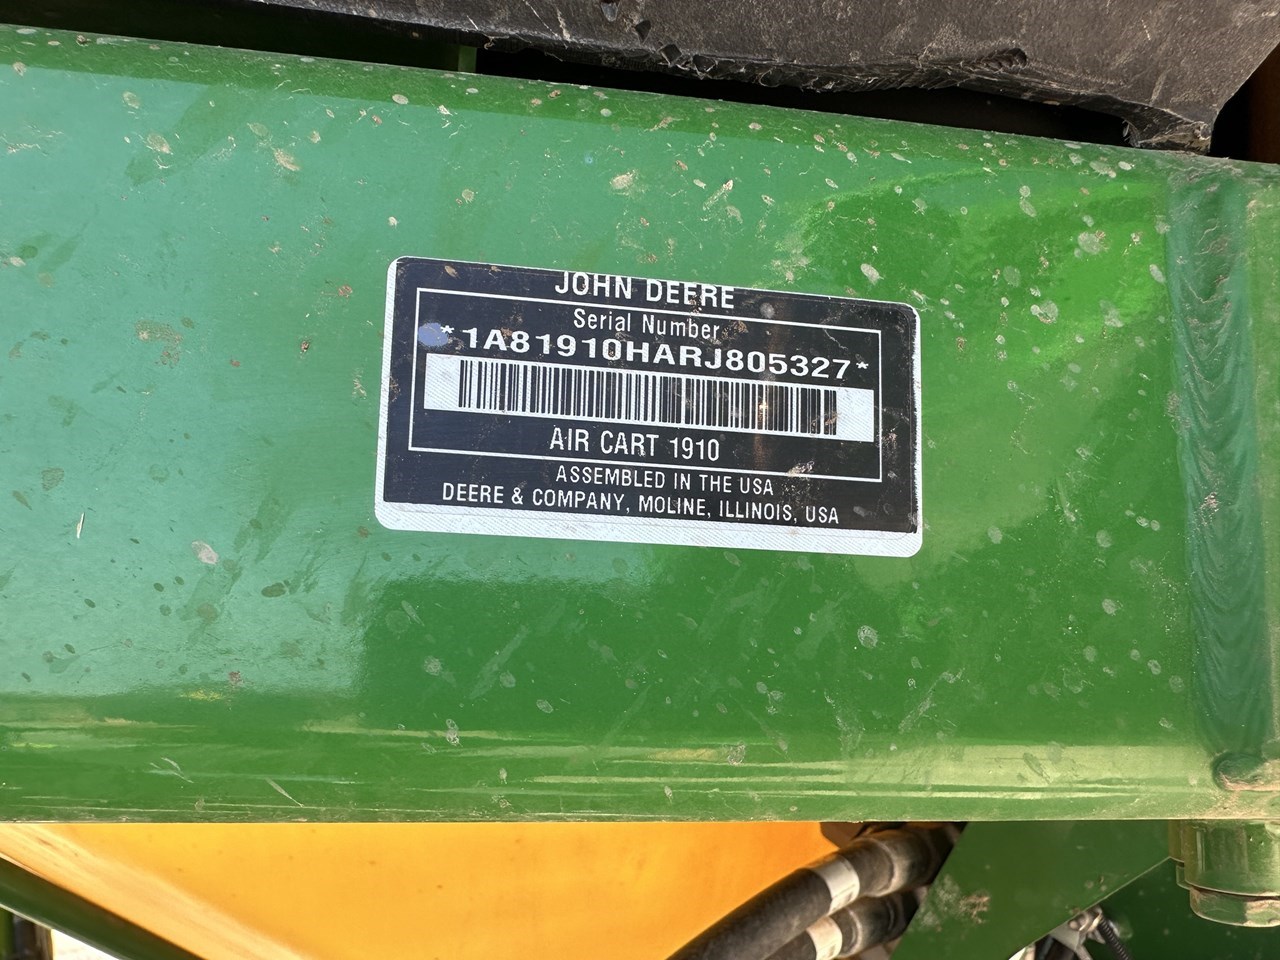 JOHN DEERE
Serial Number
*1A81910HARJ805327*
AIR CART 1910
ASSEMBLED IN THE USA
DEERE & COMPANY, MOLINE, ILLINOIS, USA